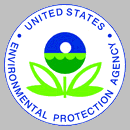 UNITED STATES
• ENVIRONMENTAL PROTECTION AGENCY •